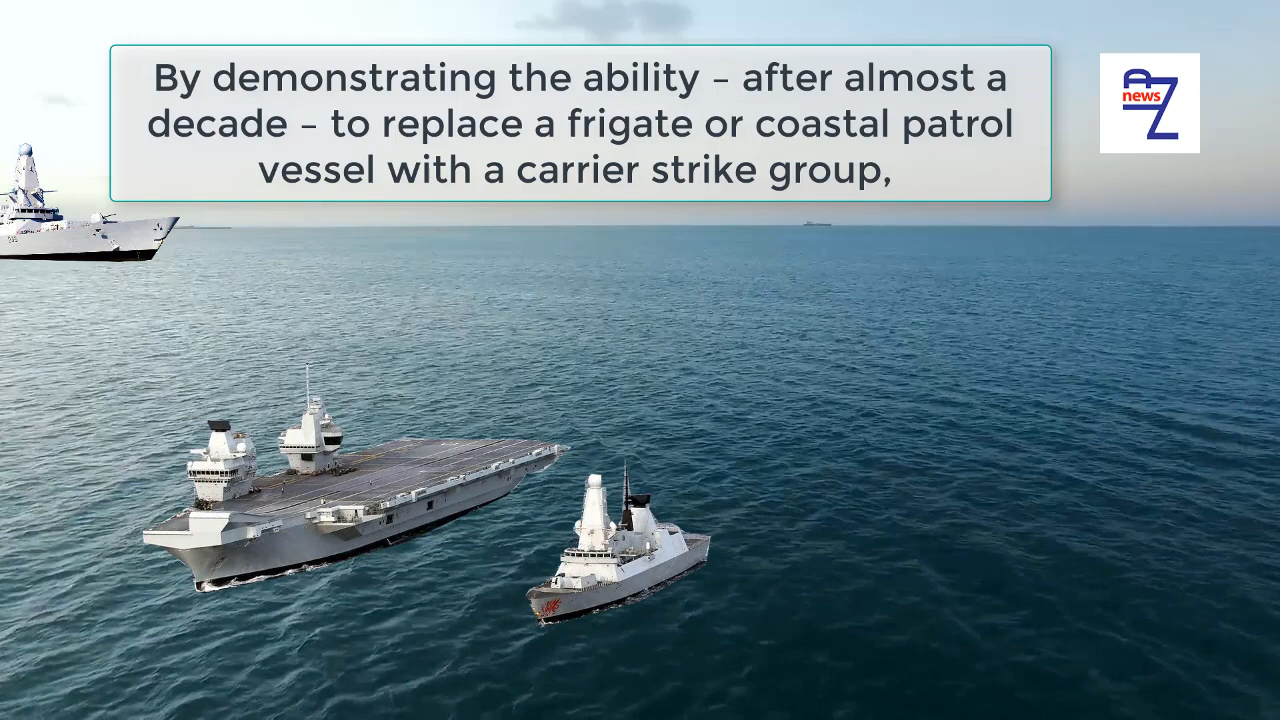 By demonstrating the ability – after almost a
decade – to replace a frigate or coastal patrol
vessel with a carrier strike group,
AZ
news